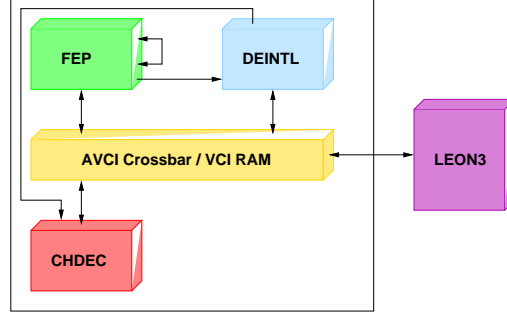 FEP
DEINTL
AVCI Crossbar / VCI RAM
LEON3
CHDEC